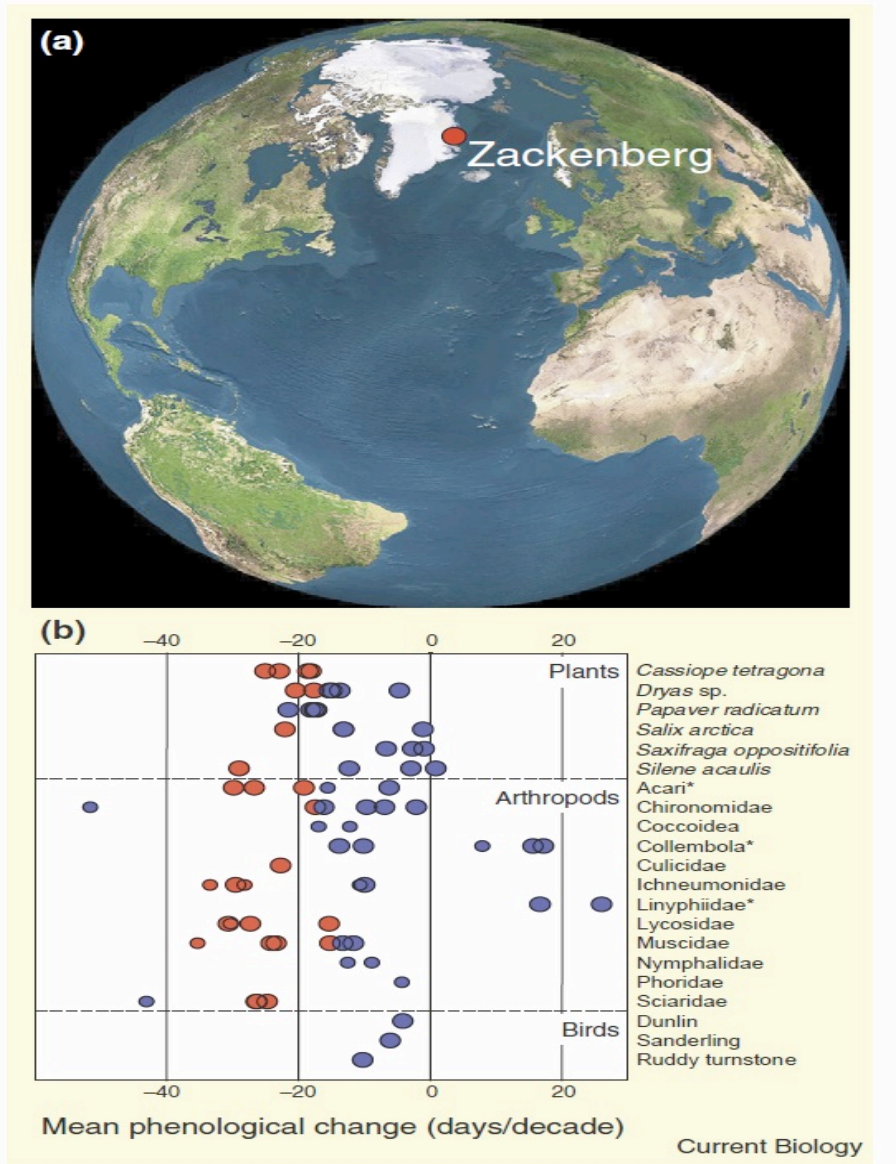 (a)
Zackenberg
(b)
−40 −20 0 20
Plants
Cassiope tetragona
Dryas sp.
Papaver radicatum
Salix arctica
Saxifraga oppositifolia
Silene acaulis
Arthropods
Acari*
Chironomidae
Coccoidea
Collembola*
Culicidae
Ichneumonidae
Linyphiidae*
Lycosidae
Muscidae
Nymphalidae
Phoridae
Sciaridae
Birds
Dunlin
Sanderling
Ruddy turnstone
−40 −20 0 20
Mean phenological change (days/decade)
Current Biology